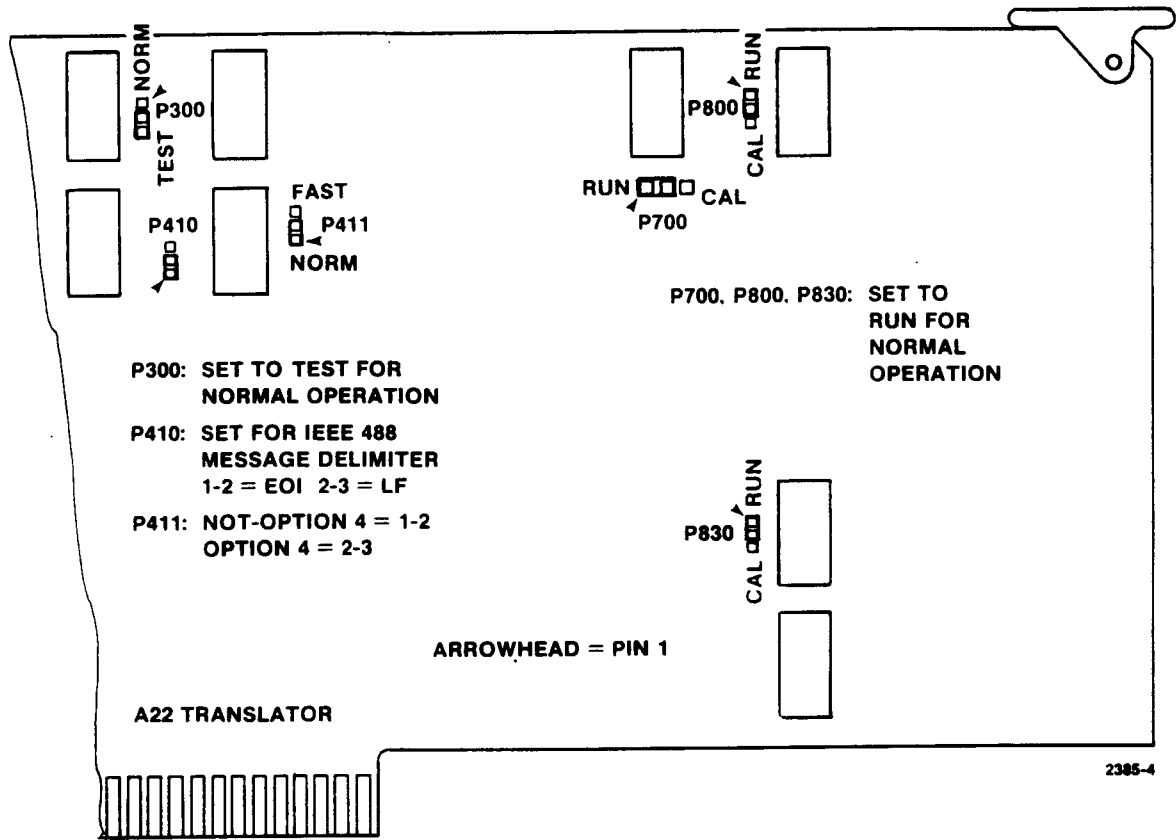 NORM
P300
TEST
P410
FAST
P411
NORM
RUN
P800
CAL
RUN
CAL
P700
P700, P800, P830: SET TO
RUN FOR
NORMAL
OPERATION
P300: SET TO TEST FOR
NORMAL OPERATION
P410: SET FOR IEEE 488
MESSAGE DELIMITER
1-2 = EOI 2-3 = LF
P411: NOT-OPTION 4 = 1-2
OPTION 4 = 2-3
RUN
P830
CAL
ARROWHEAD = PIN 1
A22 TRANSLATOR
2385-4